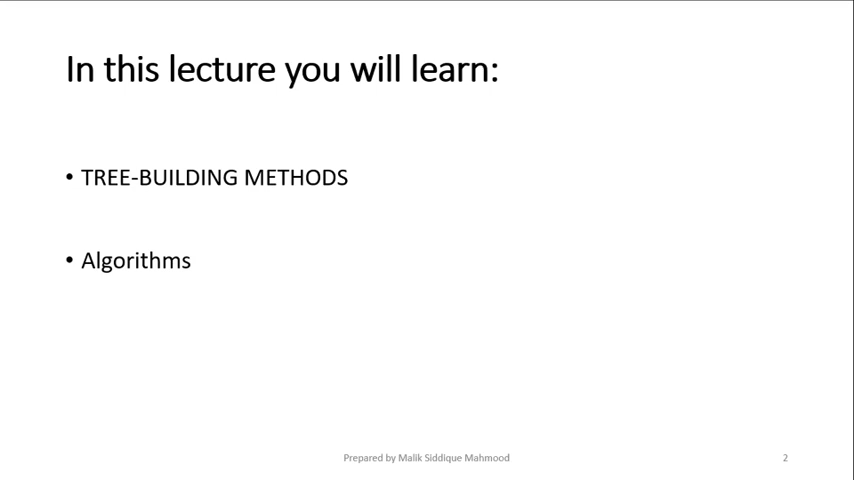 In this lecture you will learn:
• TREE-BUILDING METHODS
• Algorithms
Prepared by Malik Siddique Mahmood
2